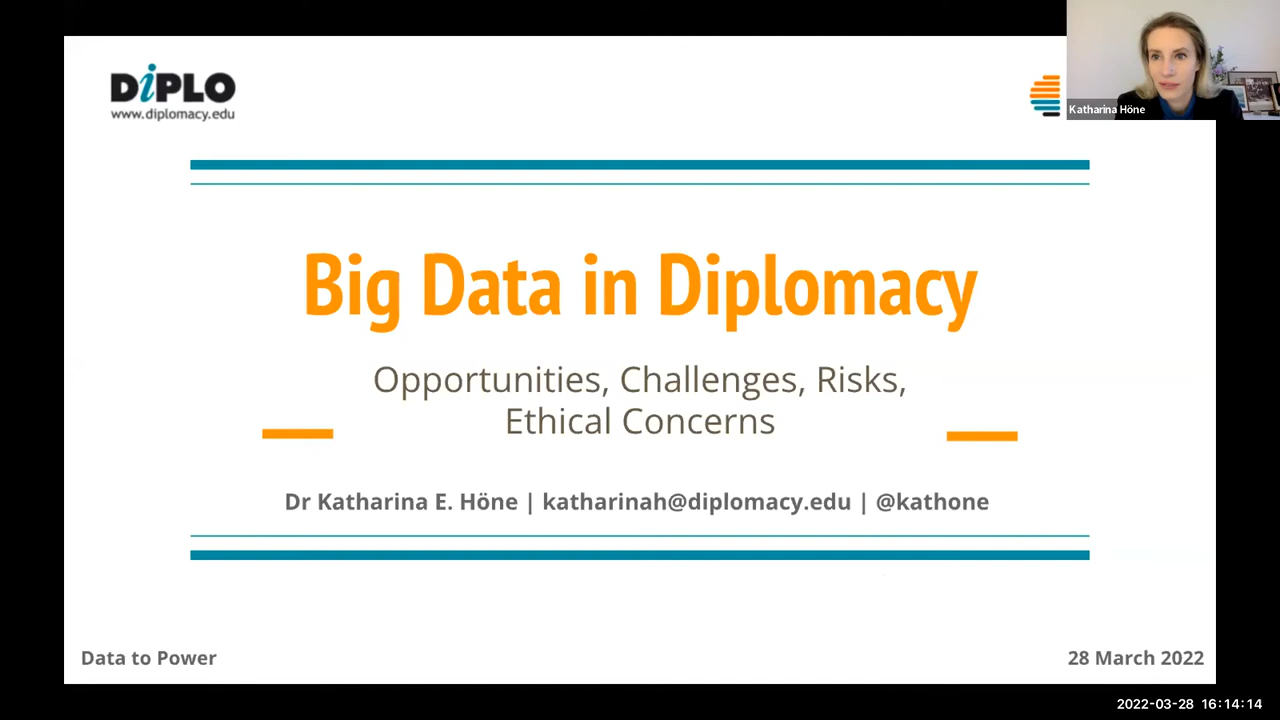 DiPLO
www.diplomacy.edu
Katharina Höne
Big Data in Diplomacy
Opportunities, Challenges, Risks,
Ethical Concerns
Dr Katharina E. Höne | katharinah@diplomacy.edu | @kathone
Data to Power
28 March 2022
2022-03-28 16:14:14